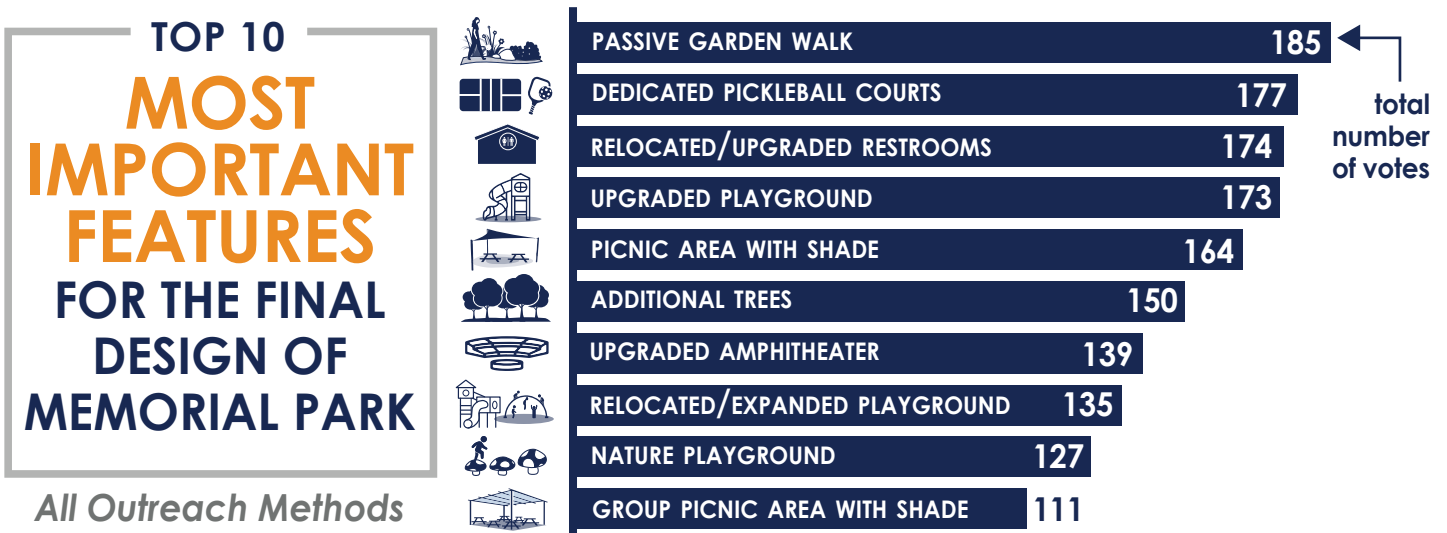 TOP 10
MOST
IMPORTANT
FEATURES
FOR THE FINAL
DESIGN OF
MEMORIAL PARK
All Outreach Methods
PASSIVE GARDEN WALK 185
DEDICATED PICKLEBALL COURTS 177
RELOCATED/UPGRADED RESTROOMS 174
UPGRADED PLAYGROUND 173
PICNIC AREA WITH SHADE 164
ADDITIONAL TREES 150
UPGRADED AMPHITHEATER 139
RELOCATED/EXPANDED PLAYGROUND 135
NATURE PLAYGROUND 127
GROUP PICNIC AREA WITH SHADE 111
total
number
of votes